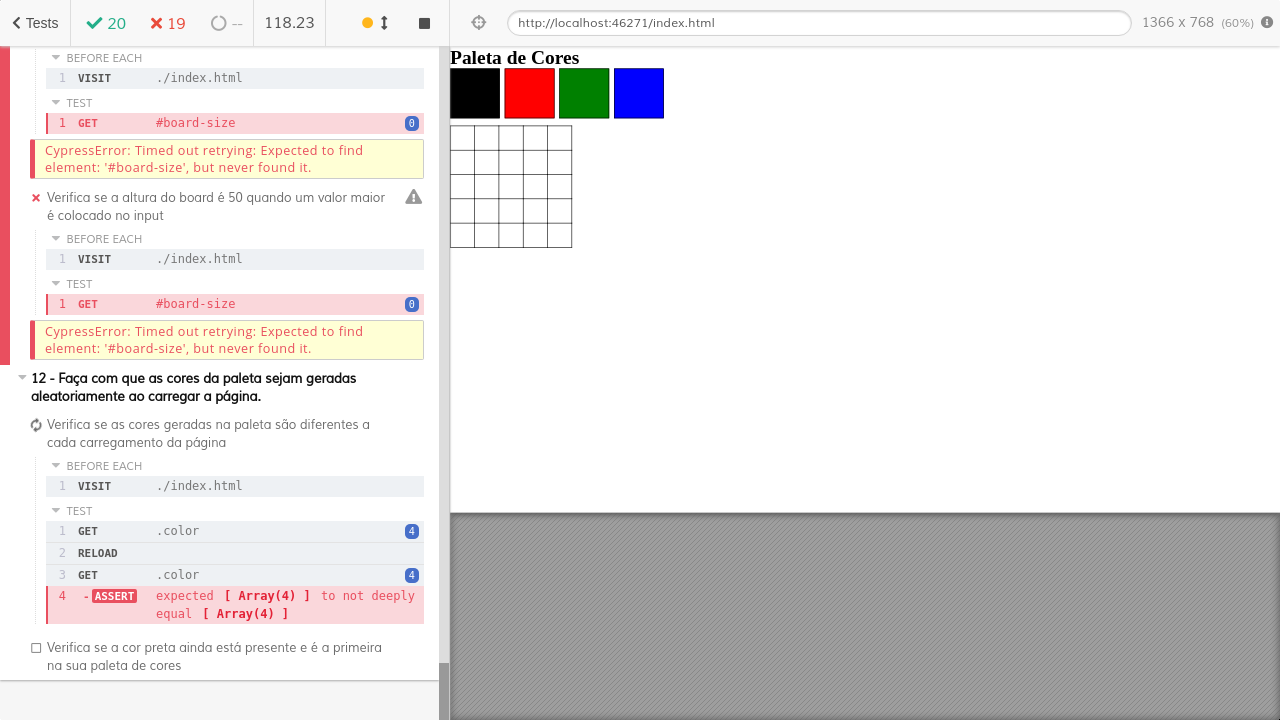 Tests 20 19 -- 118.23
http://localhost:46271/index.html 1366 x 768 (60%)
BEFORE EACH
1 VISIT ./index.html
TEST
1 GET #board-size 0
CypressError: Timed out retrying: Expected to find
element: '#board-size', but never found it.
Verifica se a altura do board é 50 quando um valor maior
é colocado no input
BEFORE EACH
1 VISIT ./index.html
TEST
1 GET #board-size 0
CypressError: Timed out retrying: Expected to find
element: '#board-size', but never found it.
12 - Faça com que as cores da paleta sejam geradas
aleatoriamente ao carregar a página.
Verifica se as cores geradas na paleta são diferentes a
cada carregamento da página
BEFORE EACH
1 VISIT ./index.html
TEST
1 GET .color 4
2 RELOAD
3 GET .color 4
4 -ASSERT expected [ Array(4) ] to not deeply
equal [ Array(4) ]
Verifica se a cor preta ainda está presente e é a primeira
na sua paleta de cores
Paleta de Cores